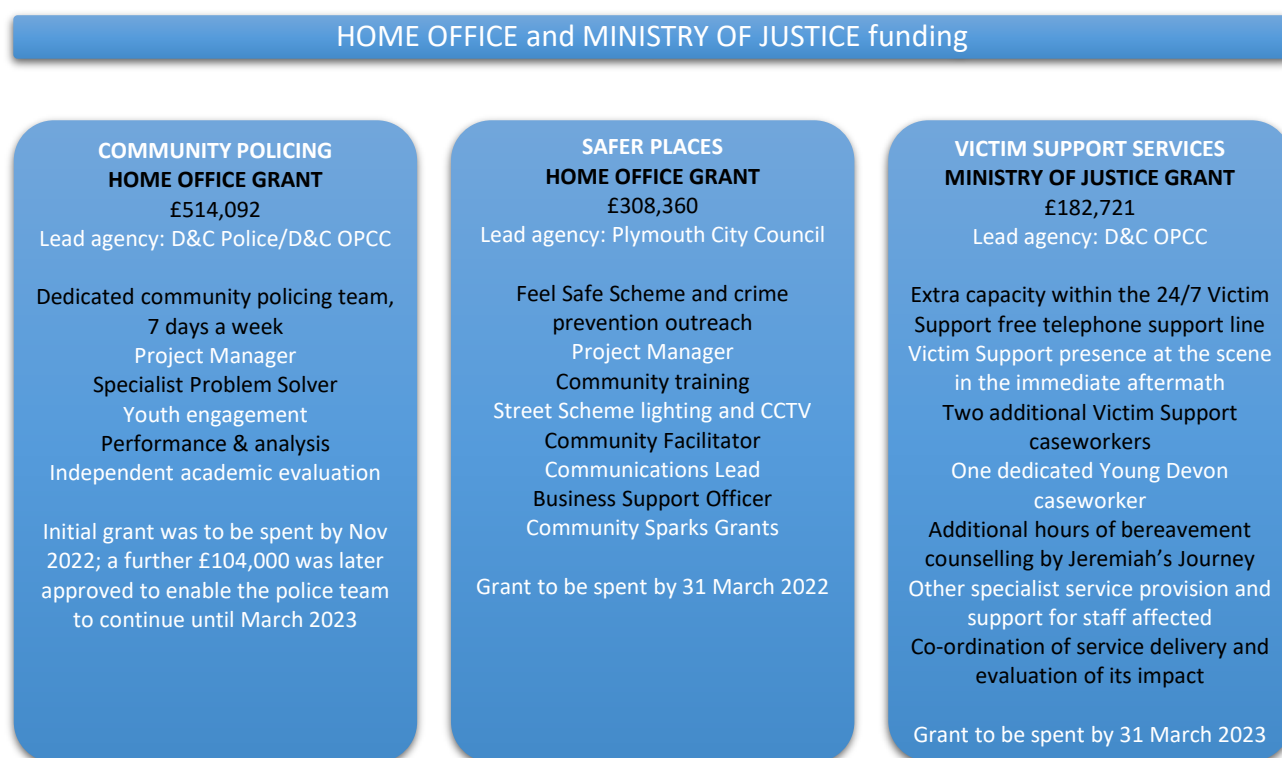 HOME OFFICE and MINISTRY OF JUSTICE funding
COMMUNITY POLICING
HOME OFFICE GRANT
£514,092
Lead agency: D&C Police/D&C OPCC
Dedicated community policing team,
7 days a week
Project Manager
Specialist Problem Solver
Youth engagement
Performance & analysis
Independent academic evaluation
Initial grant was to be spent by Nov
2022; a further £104,000 was later
approved to enable the police team
to continue until March 2023
SAFER PLACES
HOME OFFICE GRANT
£308,360
Lead agency: Plymouth City Council
Feel Safe Scheme and crime
prevention outreach
Project Manager
Community training
Street Scheme lighting and CCTV
Community Facilitator
Communications Lead
Business Support Officer
Community Sparks Grants
Grant to be spent by 31 March 2022
VICTIM SUPPORT SERVICES
MINISTRY OF JUSTICE GRANT
£182,721
Lead agency: D&C OPCC
Extra capacity within the 24/7 Victim
Support free telephone support line
Victim Support presence at the scene
in the immediate aftermath
Two additional Victim Support
caseworkers
One dedicated Young Devon
caseworker
Additional hours of bereavement
counselling by Jeremiah’s Journey
Other specialist service provision and
support for staff affected
Co-ordination of service delivery and
evaluation of its impact
Grant to be spent by 31 March 2023